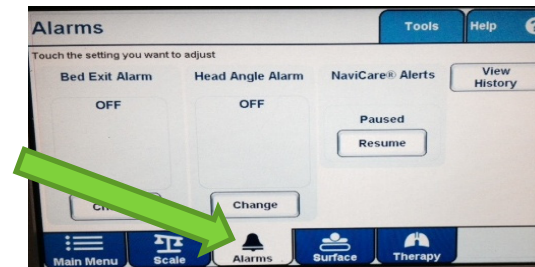 Alarms
Tools
Help
Touch the setting you want to adjust
Bed Exit Alarm
Head Angle Alarm
NaviCare® Alerts
View
History
OFF
OFF
Paused
Resume
Change
Main Menu
Scale
Alarms
Surface
Therapy